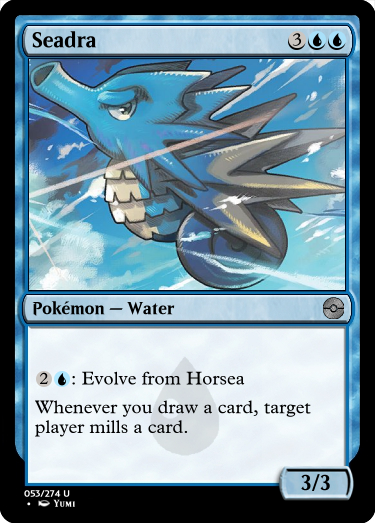 Seadra 3
Pokémon — Water
2 : Evolve from Horsea
Whenever you draw a card, target
player mills a card.
3/3
053/274 U
• Yumi